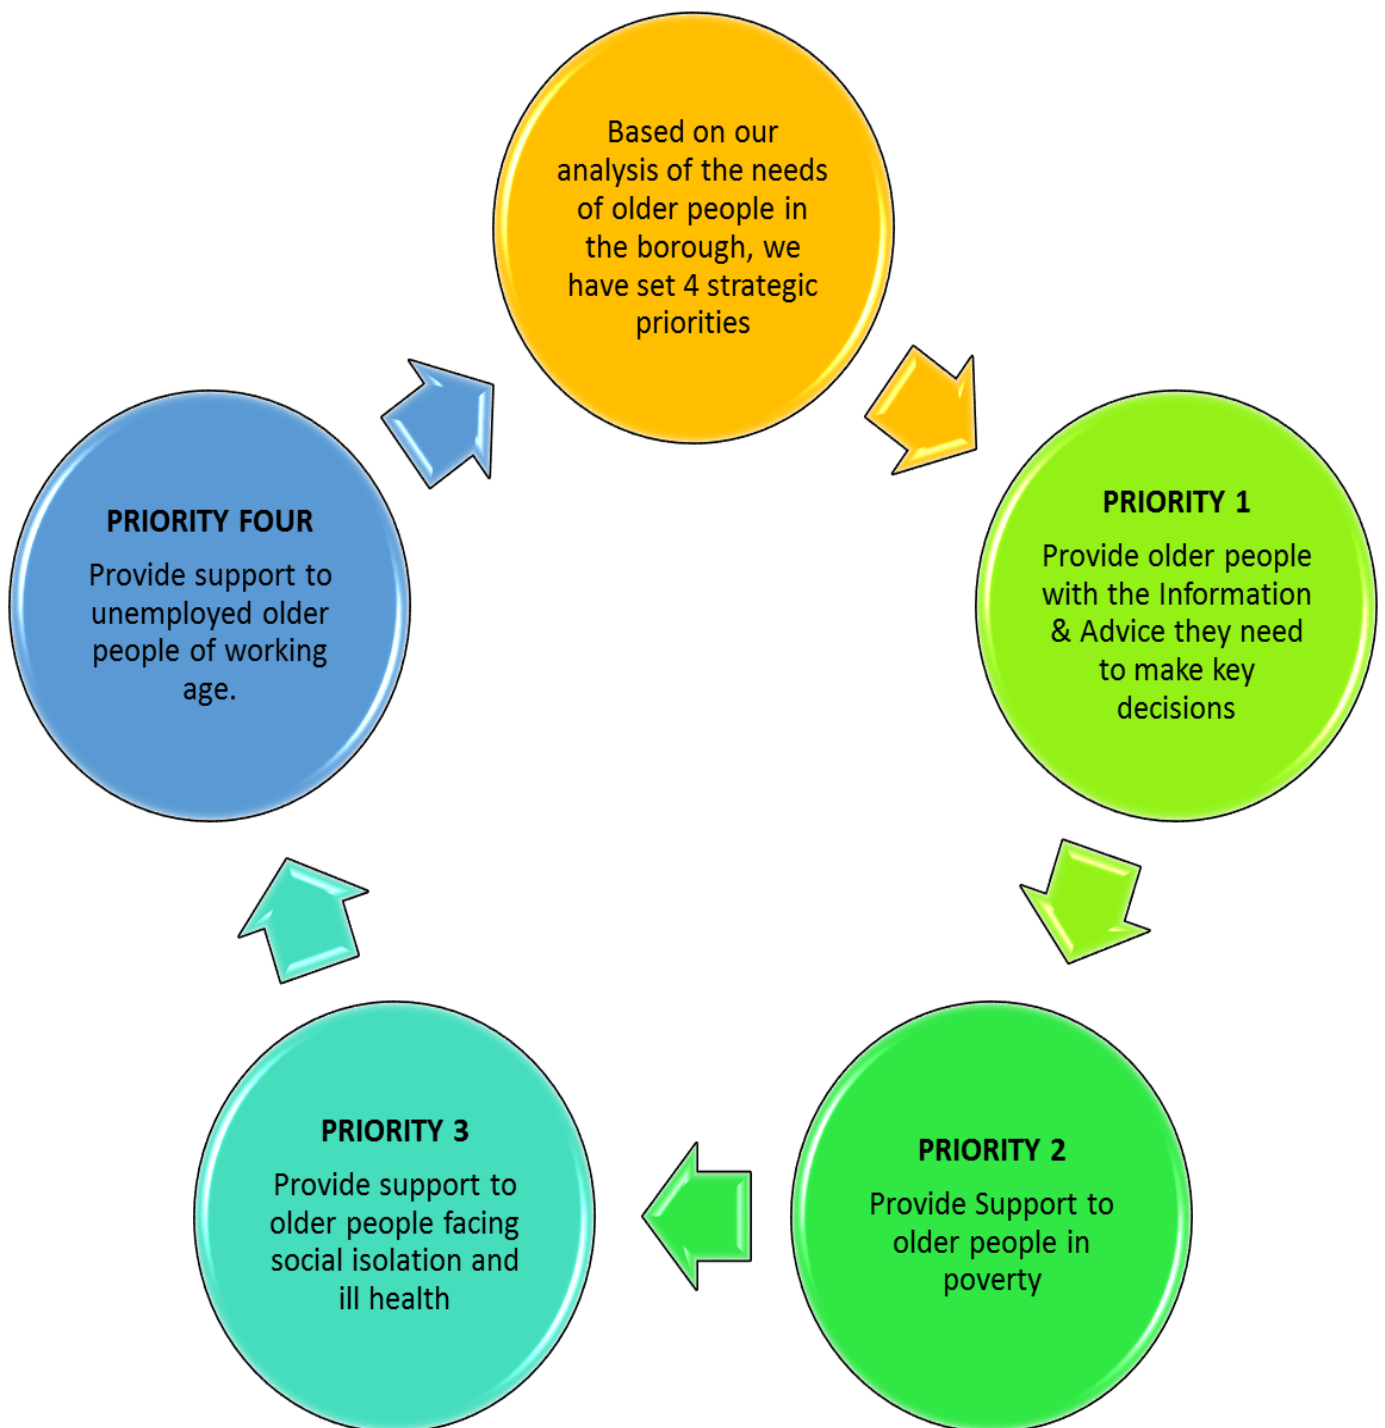 Based on our
analysis of the needs
of older people in
the borough, we
have set 4 strategic
priorities
PRIORITY 1
Provide older people
with the Information
& Advice they need
to make key
decisions
PRIORITY 2
Provide Support to
older people in
poverty
PRIORITY 3
Provide support to
older people facing
social isolation and
ill health
PRIORITY FOUR
Provide support to
unemployed older
people of working
age.